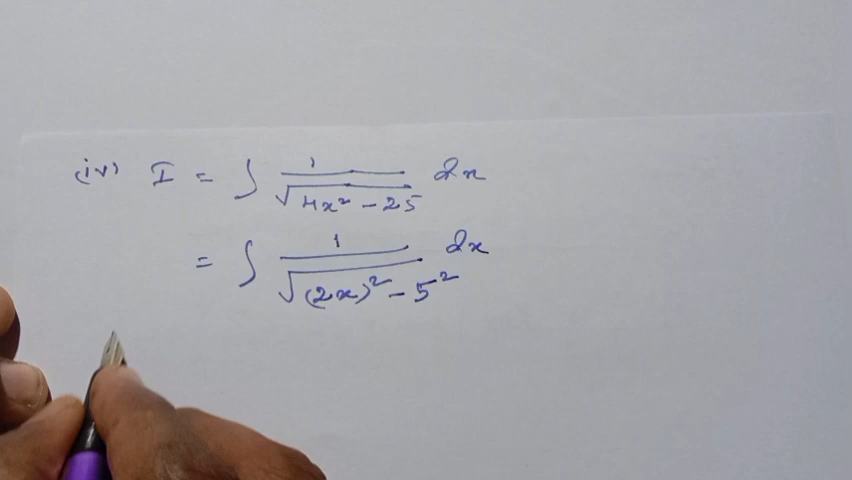 (iv) I = ∫ 1/√(4x² - 25) dx
= ∫ 1/√((2x)² - 5²) dx